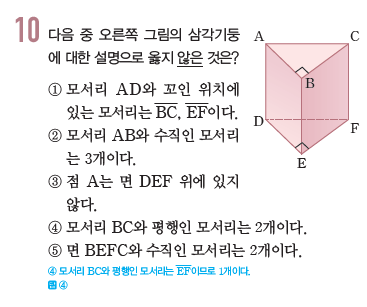 10 다음 중 오른쪽 그림의 삼각기둥
에 대한 설명으로 옳지 않은 것은?
① 모서리 AD와 꼬인 위치에
있는 모서리는 BC, EF이다.
② 모서리 AB와 수직인 모서리
는 3개이다.
③ 점 A는 면 DEF 위에 있지
않다.
④ 모서리 BC와 평행인 모서리는 2개이다.
⑤ 면 BEFC와 수직인 모서리는 2개이다.
④ 모서리 BC와 평행인 모서리는 EF이므로 1개이다.
답 ④
A
C
B
D
F
E